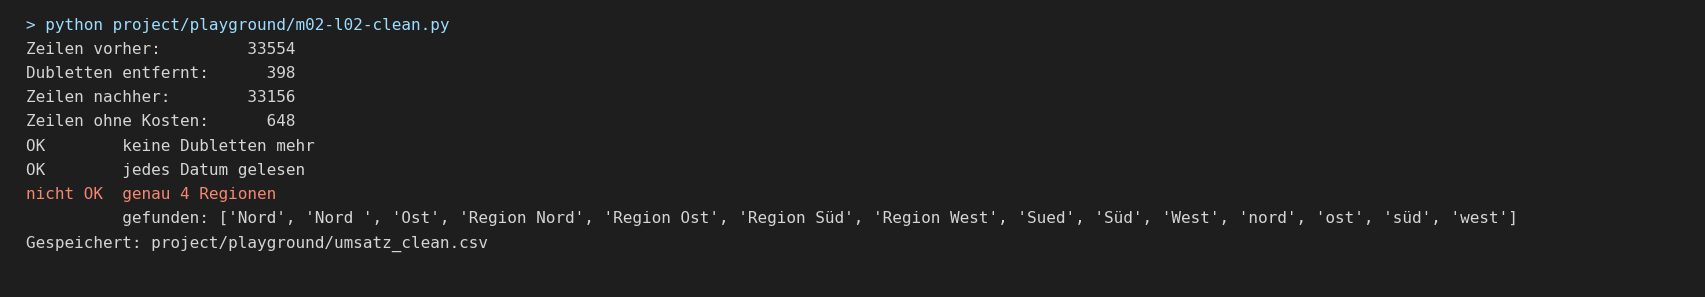 > python project/playground/m02-l02-clean.py
Zeilen vorher:         33554
Dubletten entfernt:      398
Zeilen nachher:        33156
Zeilen ohne Kosten:      648
OK        keine Dubletten mehr
OK        jedes Datum gelesen
nicht OK  genau 4 Regionen
          gefunden: ['Nord', 'Nord ', 'Ost', 'Region Nord', 'Region Ost', 'Region Süd', 'Region West', 'Sued', 'Süd', 'West', 'nord', 'ost', 'süd', 'west']
Gespeichert: project/playground/umsatz_clean.csv